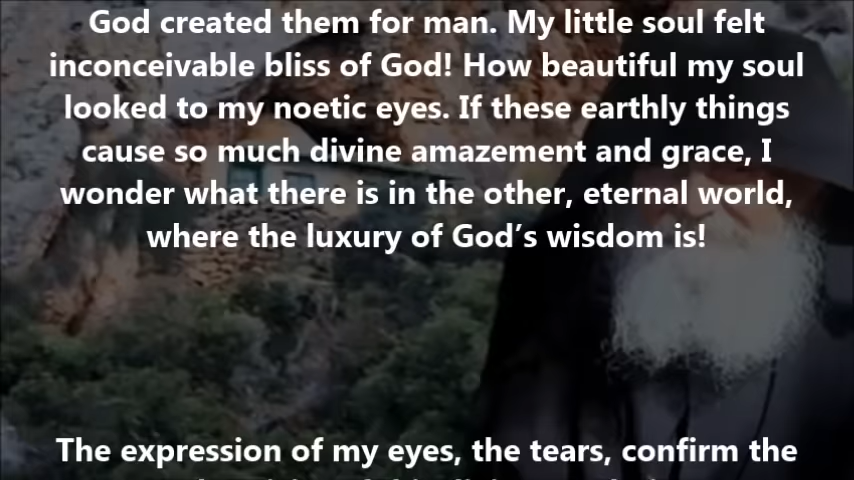 God created them for man. My little soul felt
inconceivable bliss of God! How beautiful my soul
looked to my noetic eyes. If these earthly things
cause so much divine amazement and grace, I
wonder what there is in the other, eternal world,
where the luxury of God’s wisdom is!
The expression of my eyes, the tears, confirm the